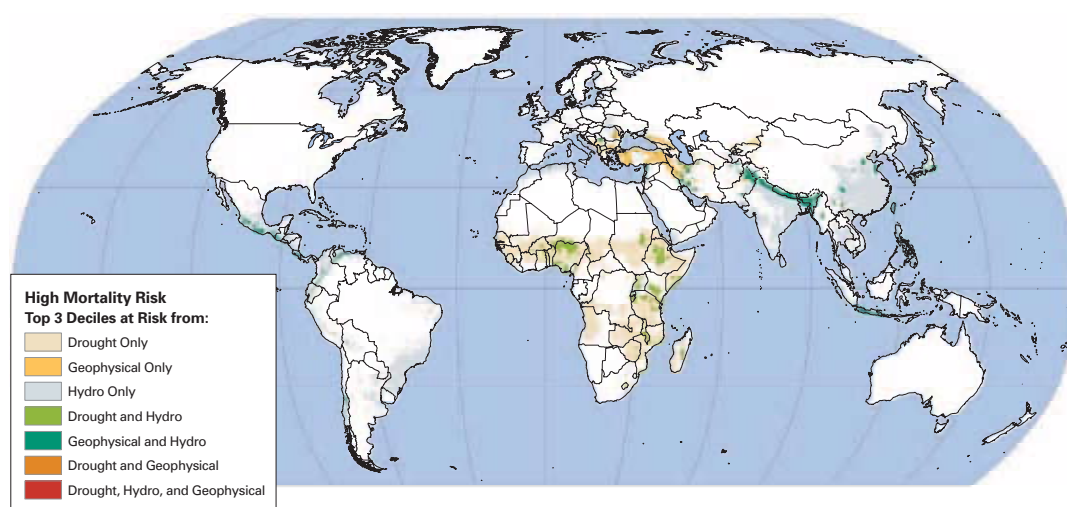 High Mortality Risk
Top 3 Deciles at Risk from:
Drought Only
Geophysical Only
Hydro Only
Drought and Hydro
Geophysical and Hydro
Drought and Geophysical
Drought, Hydro, and Geophysical